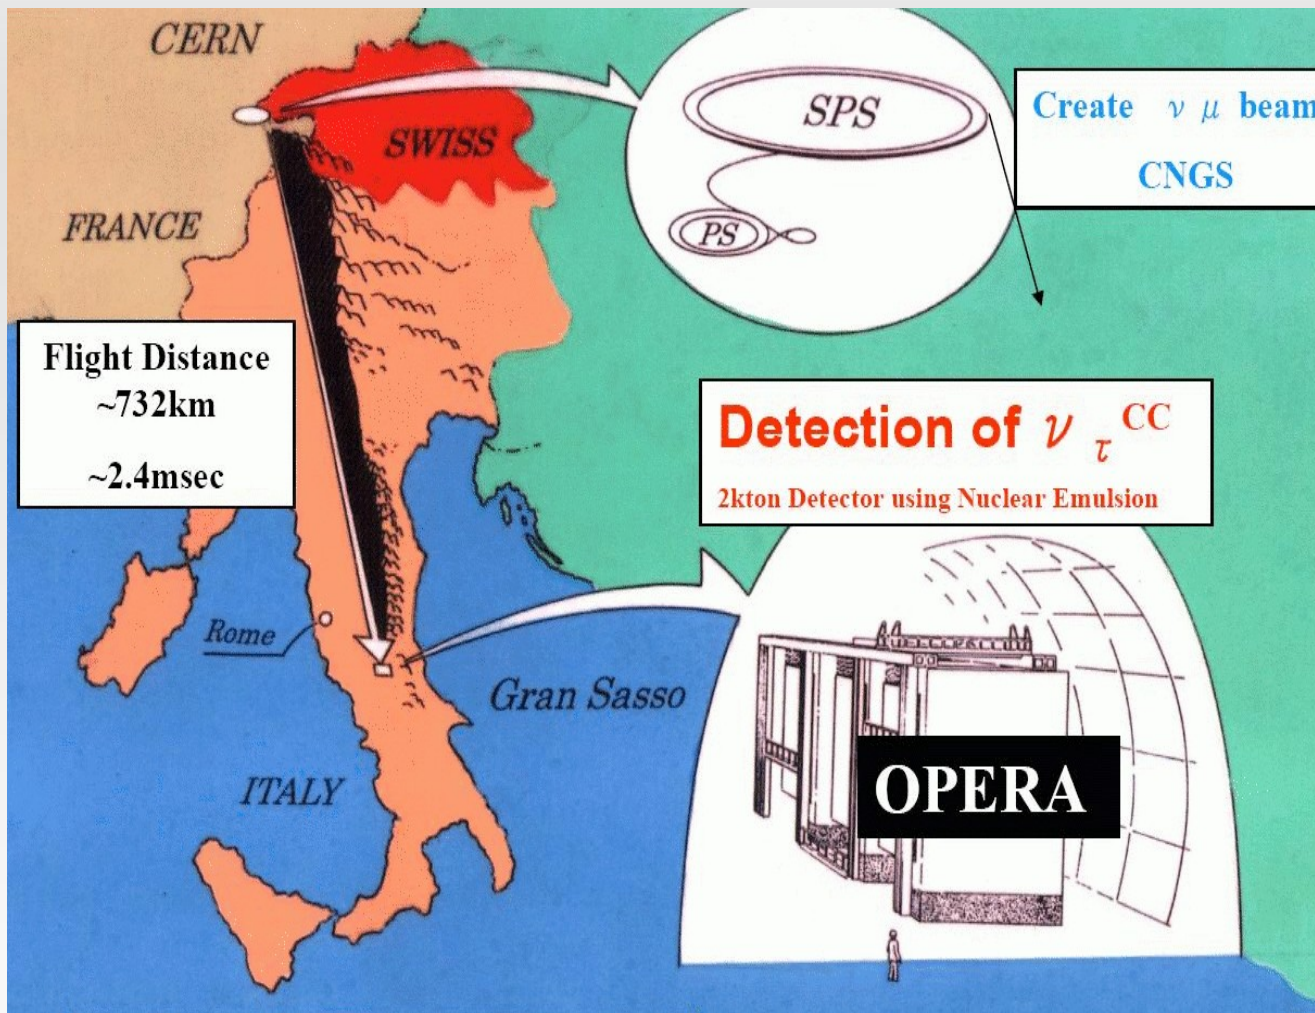 CERN
SWISS
FRANCE
SPS
PS
Create ν μ beam
CNGS
Flight Distance
~732km
~2.4msec
Detection of ν τ CC
2kton Detector using Nuclear Emulsion
Rome
Gran Sasso
ITALY
OPERA